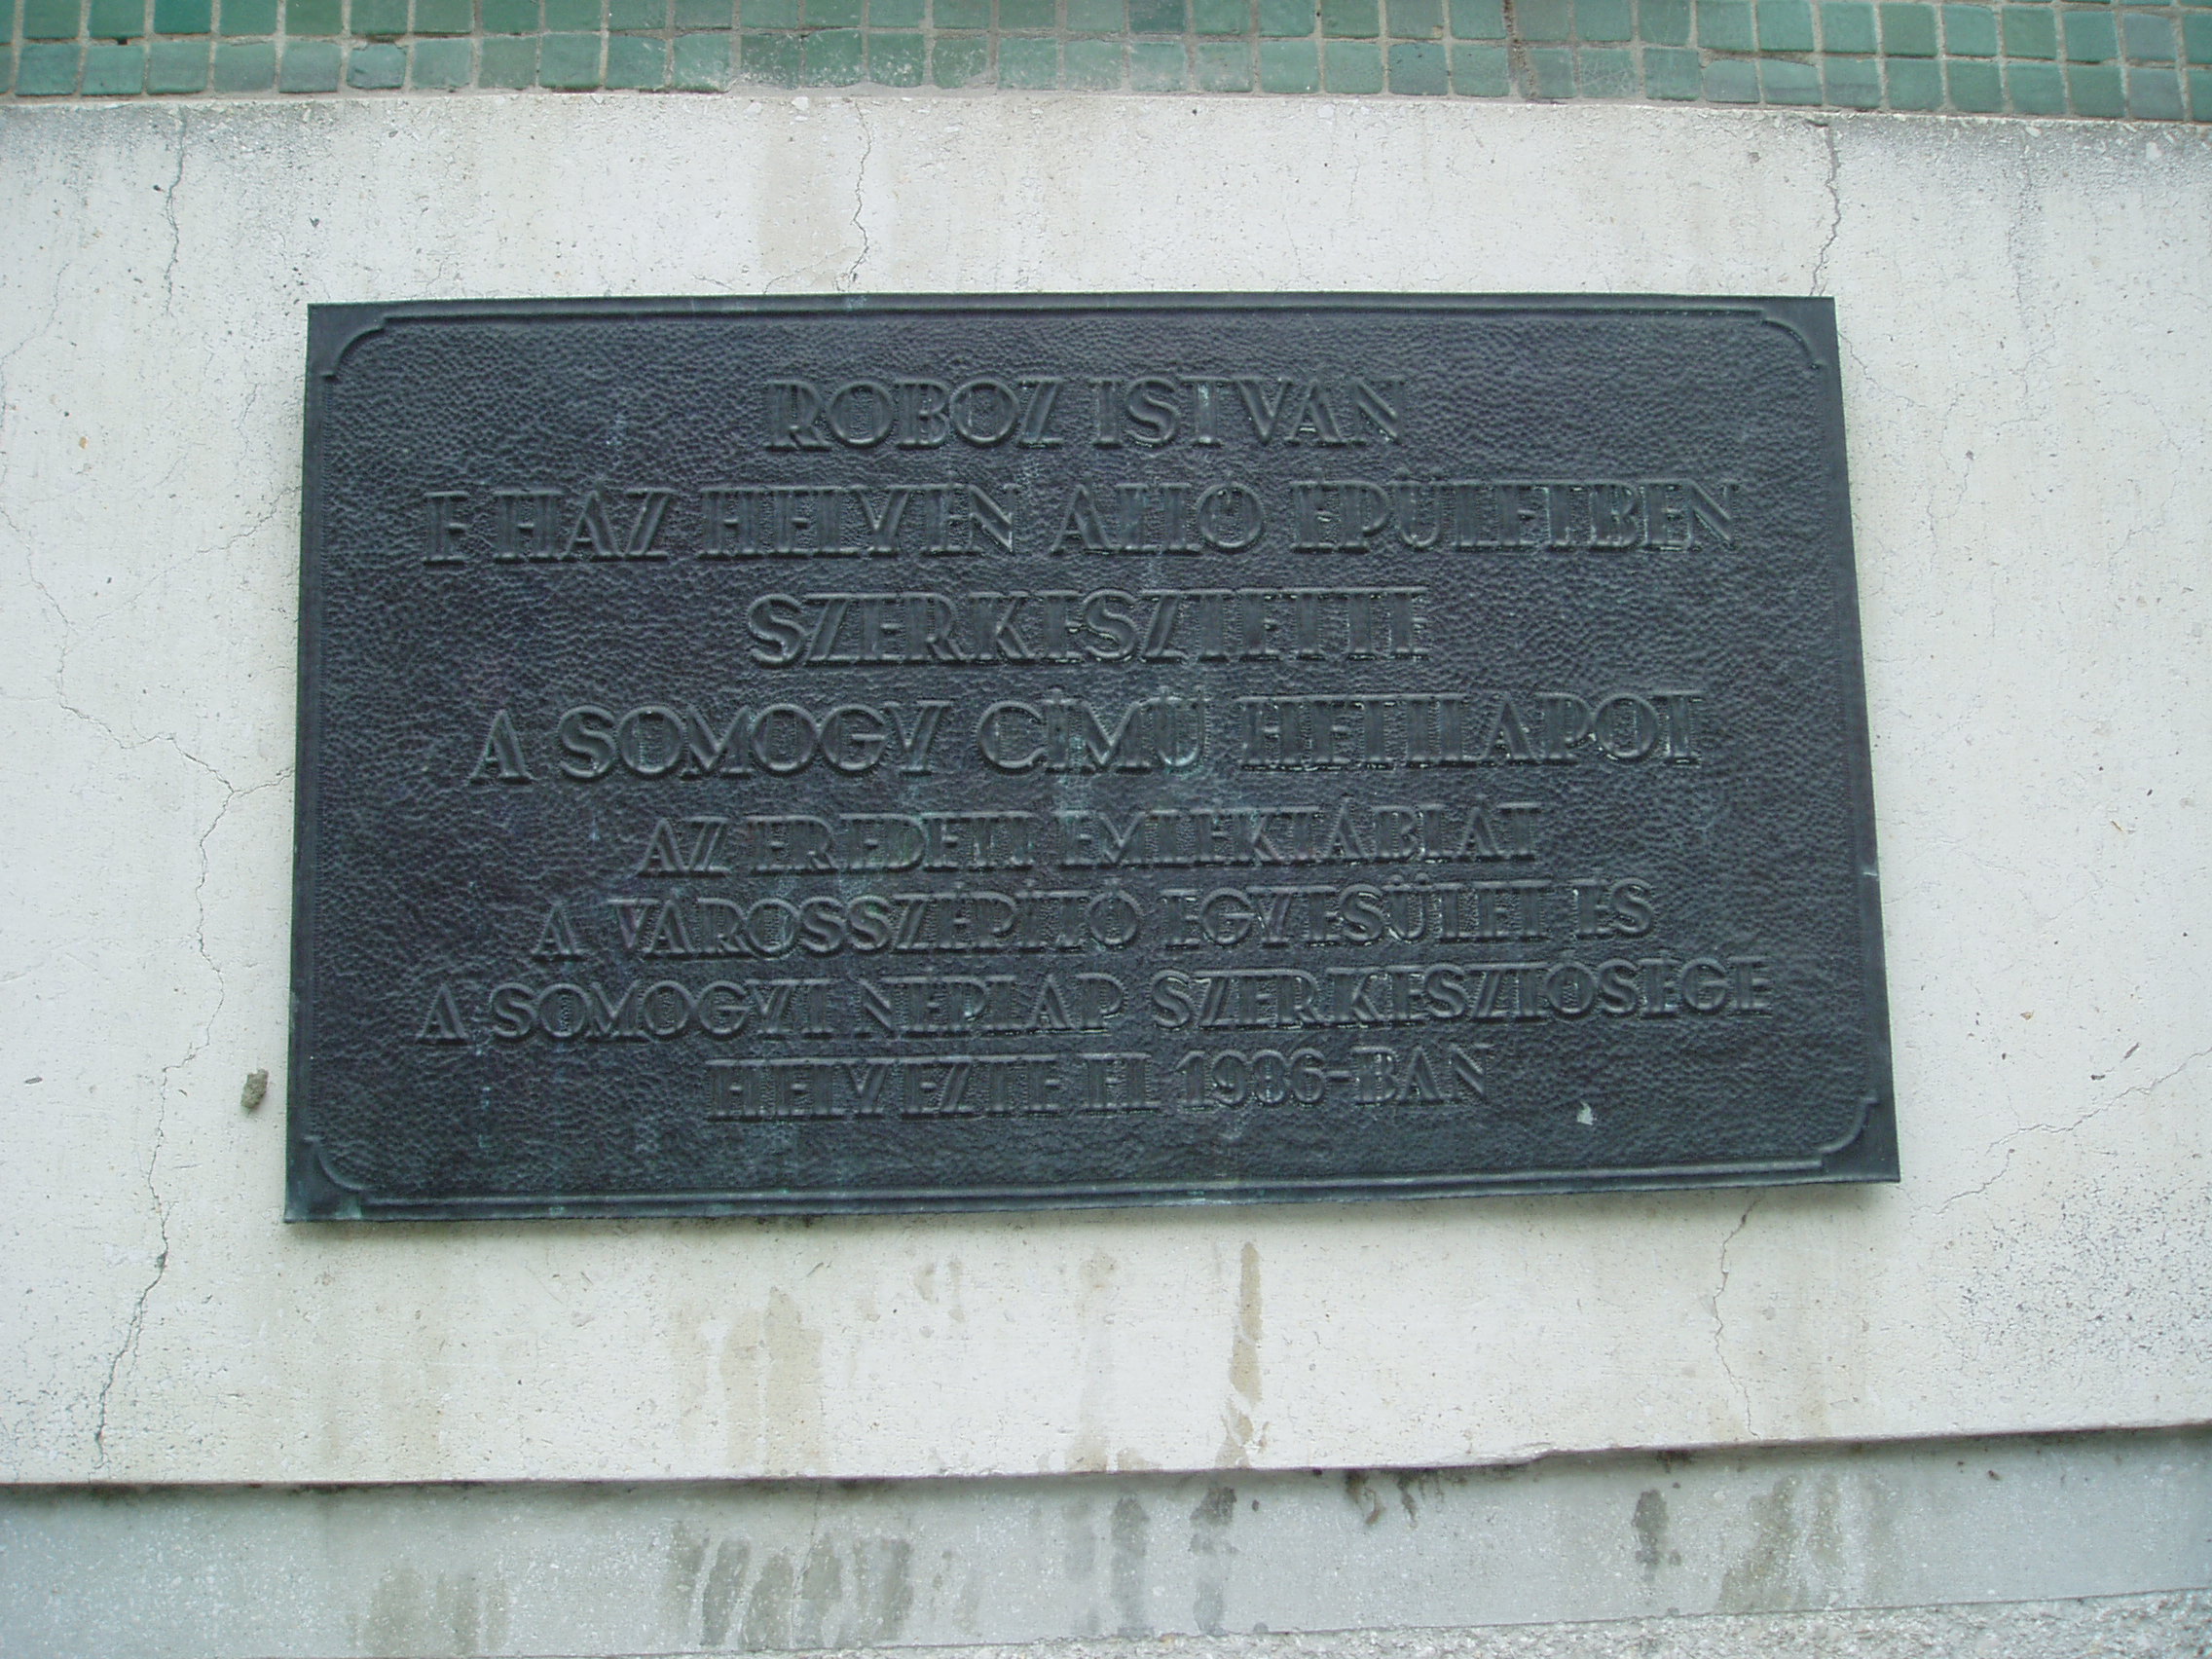 ROBOZ ISTVÁN
E HÁZ HELYÉN ÁLLÓ ÉPÜLETBEN
SZERKESZTETTE
A SOMOGY CÍMŰ HETILAPOT
AZ EREDETI EMLÉKTÁBLÁT
A VÁROSSZÉPÍTŐ EGYESÜLET ÉS
A SOMOGYI NÉPLAP SZERKESZTŐSÉGE
HELYEZTE EL 1986-BAN